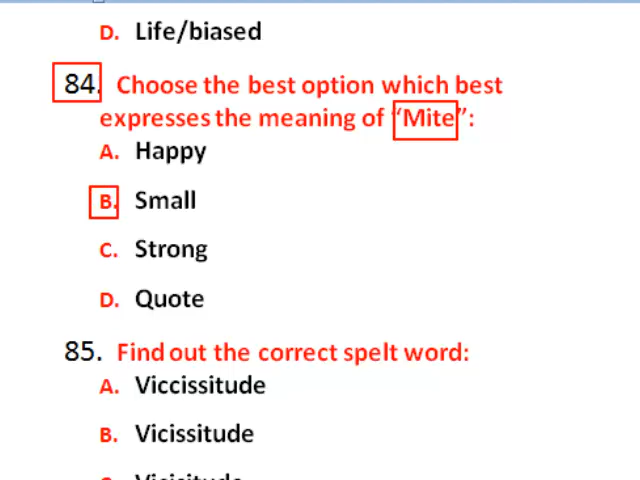 D. Life/biased
84. Choose the best option which best
expresses the meaning of “Mite”:
A. Happy
B. Small
C. Strong
D. Quote
85. Find out the correct spelt word:
A. Viccissitude
B. Vicissitude